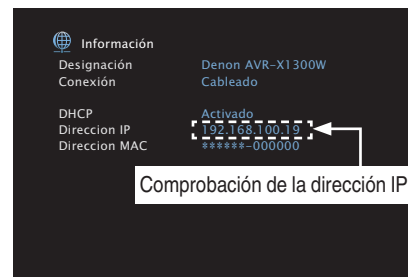 Información
Designación Denon AVR-X1300W
Conexión Cableado
DHCP Activado
Direccion IP 192.168.100.19
Direccion MAC ******-000000
Comprobación de la dirección IP